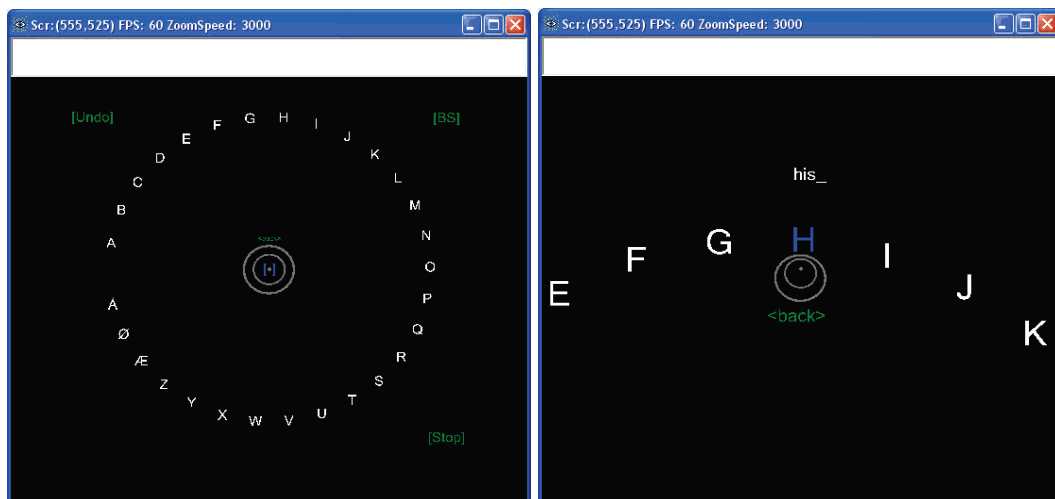 Scr:(555,525) FPS: 60 ZoomSpeed: 3000
[Undo]
[BS]
A B C D E F G H I J K L M N O P Q R S T U V W X Y Z Æ Ø Å
[·]
[Stop]
Scr:(555,525) FPS: 60 ZoomSpeed: 3000
his_
E F G H I J K
<back>